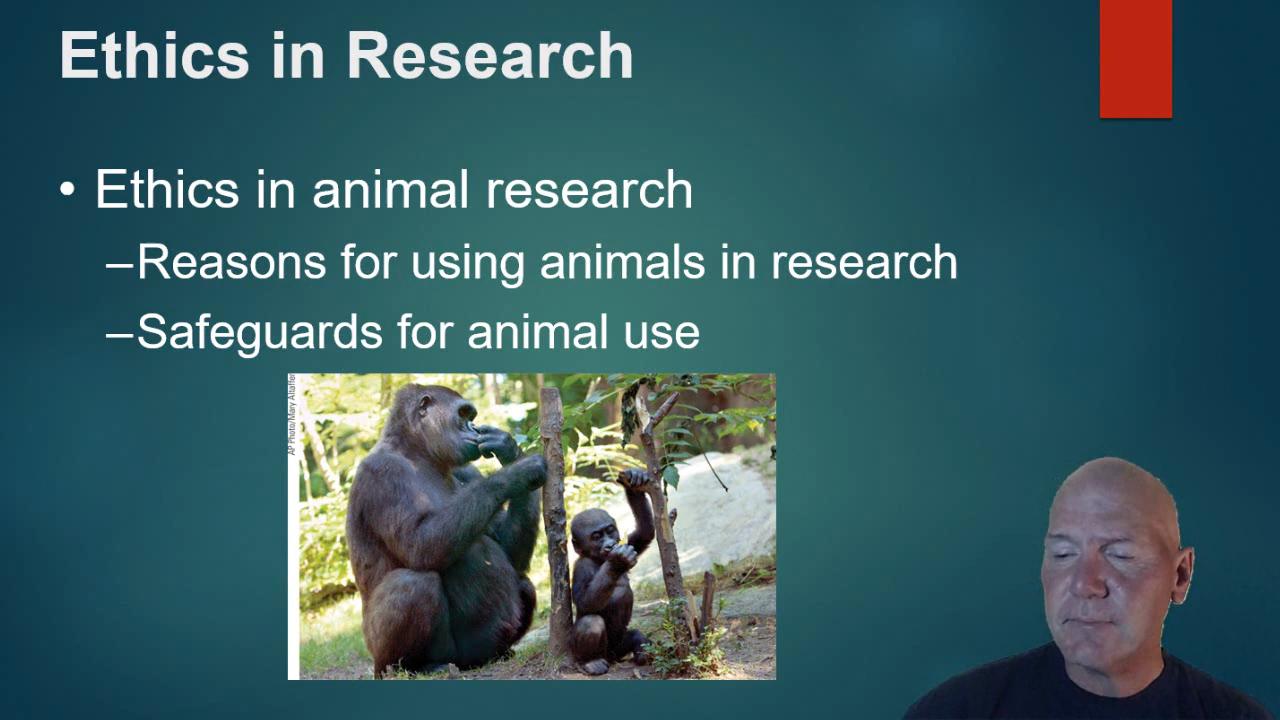 Ethics in Research
• Ethics in animal research
–Reasons for using animals in research
–Safeguards for animal use
AP Photo/Mary Altaffer